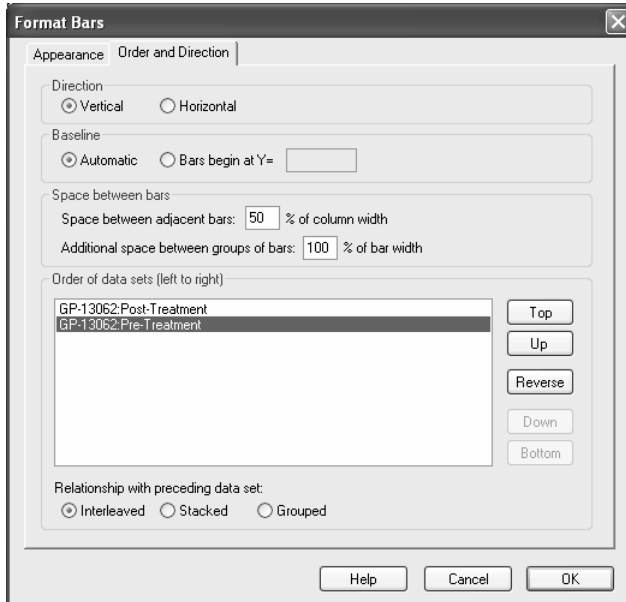 Format Bars
Appearance Order and Direction
Direction
Vertical Horizontal
Baseline
Automatic Bars begin at Y=
Space between bars
Space between adjacent bars: 50 % of column width
Additional space between groups of bars: 100 % of bar width
Order of data sets (left to right)
GP-13062:Post-Treatment
GP-13062:Pre-Treatment
Top
Up
Reverse
Down
Bottom
Relationship with preceding data set:
Interleaved Stacked Grouped
Help Cancel OK